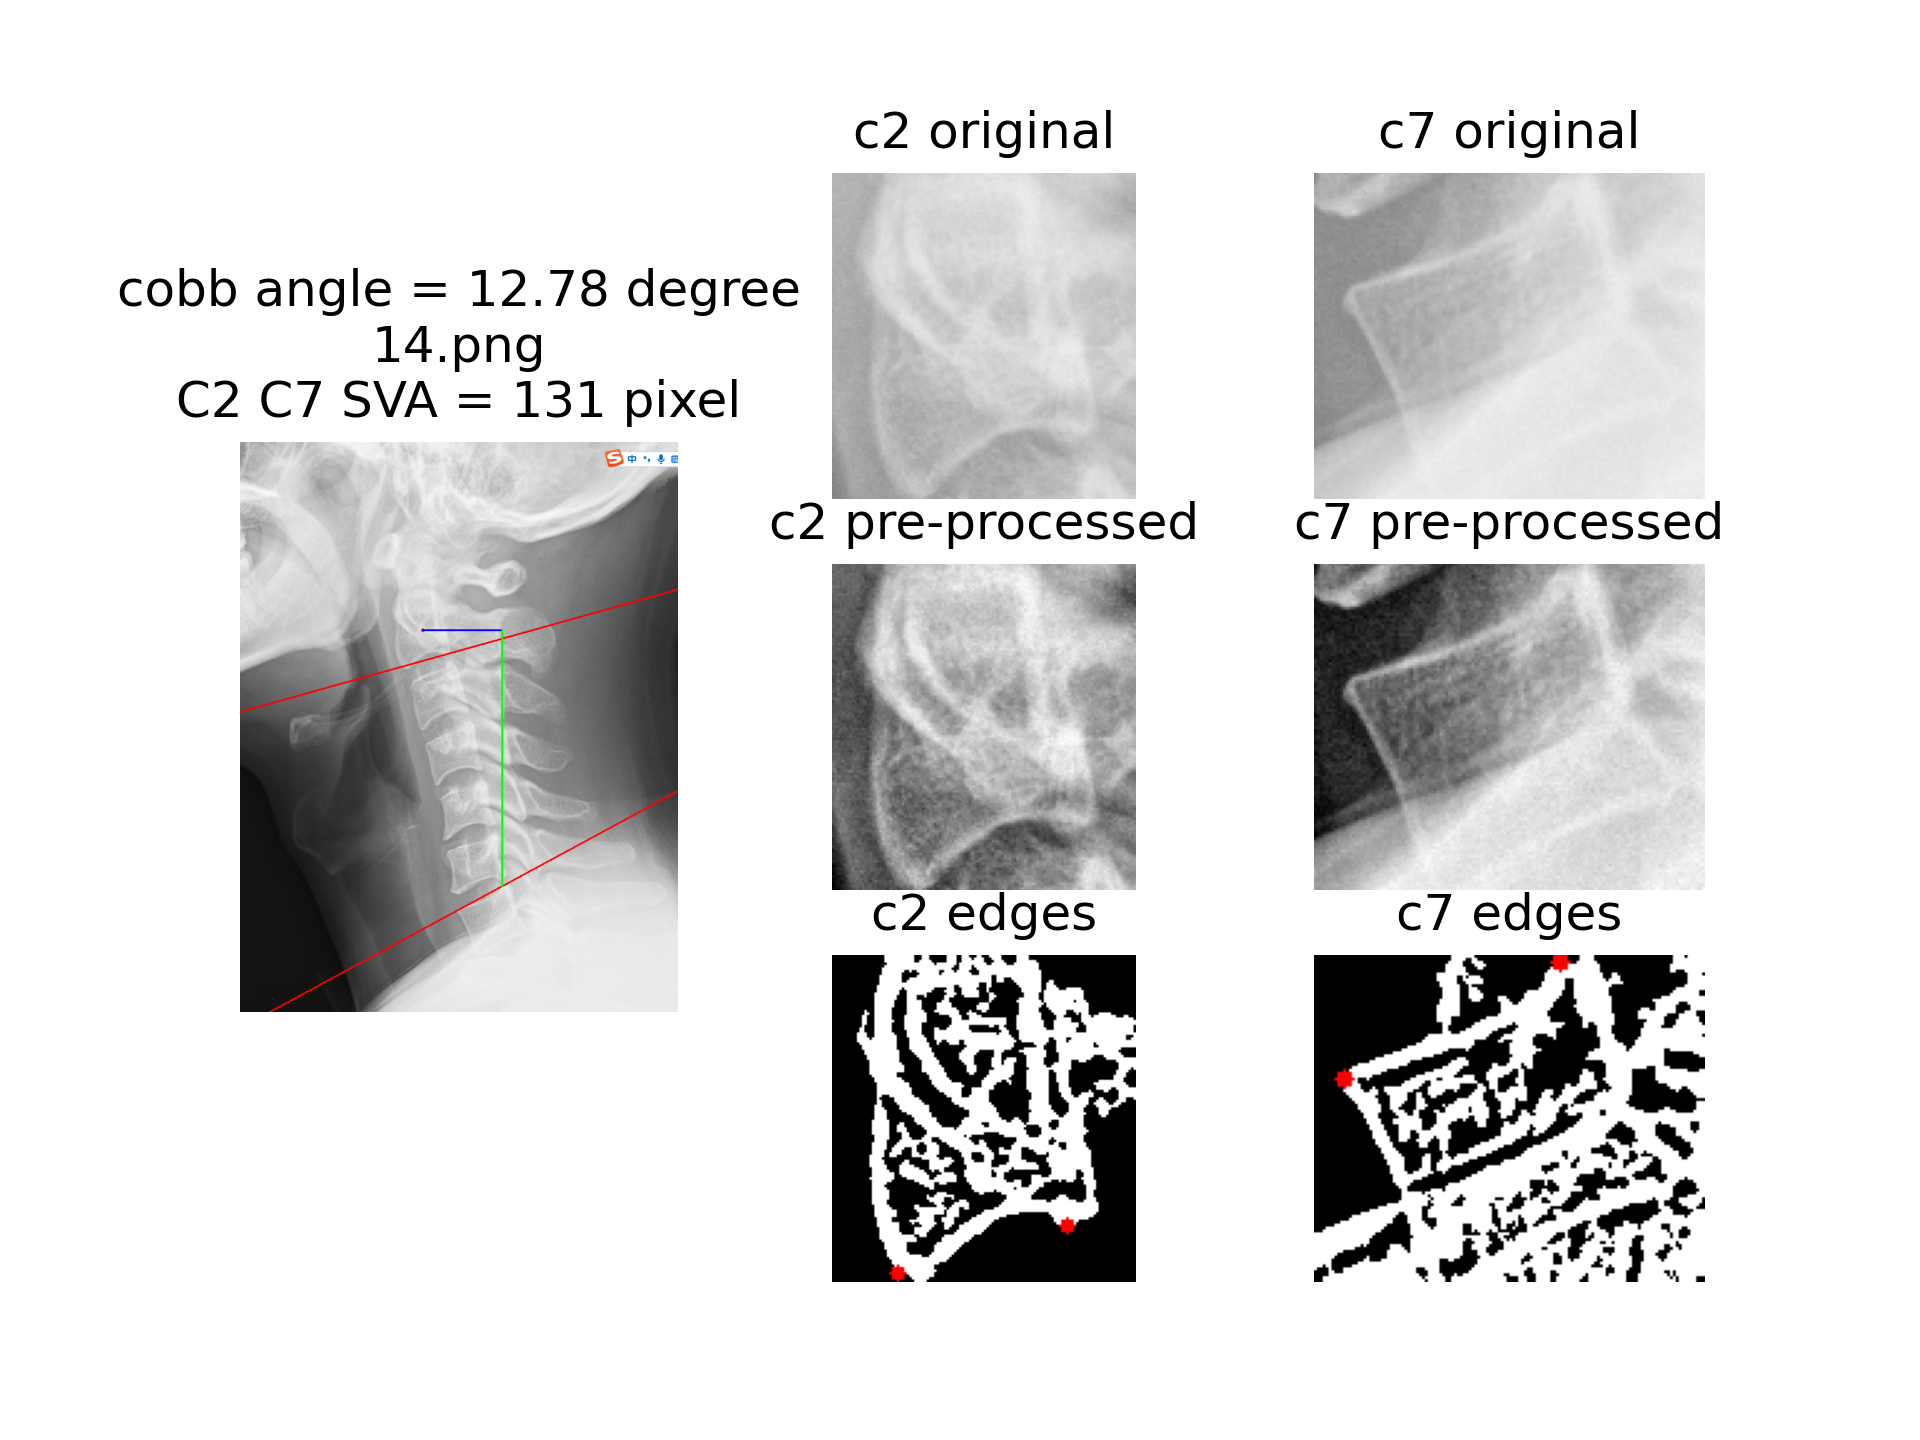 cobb angle = 12.78 degree
14.png
C2 C7 SVA = 131 pixel
S 中
c2 original
c7 original
c2 pre-processed
c7 pre-processed
c2 edges
c7 edges